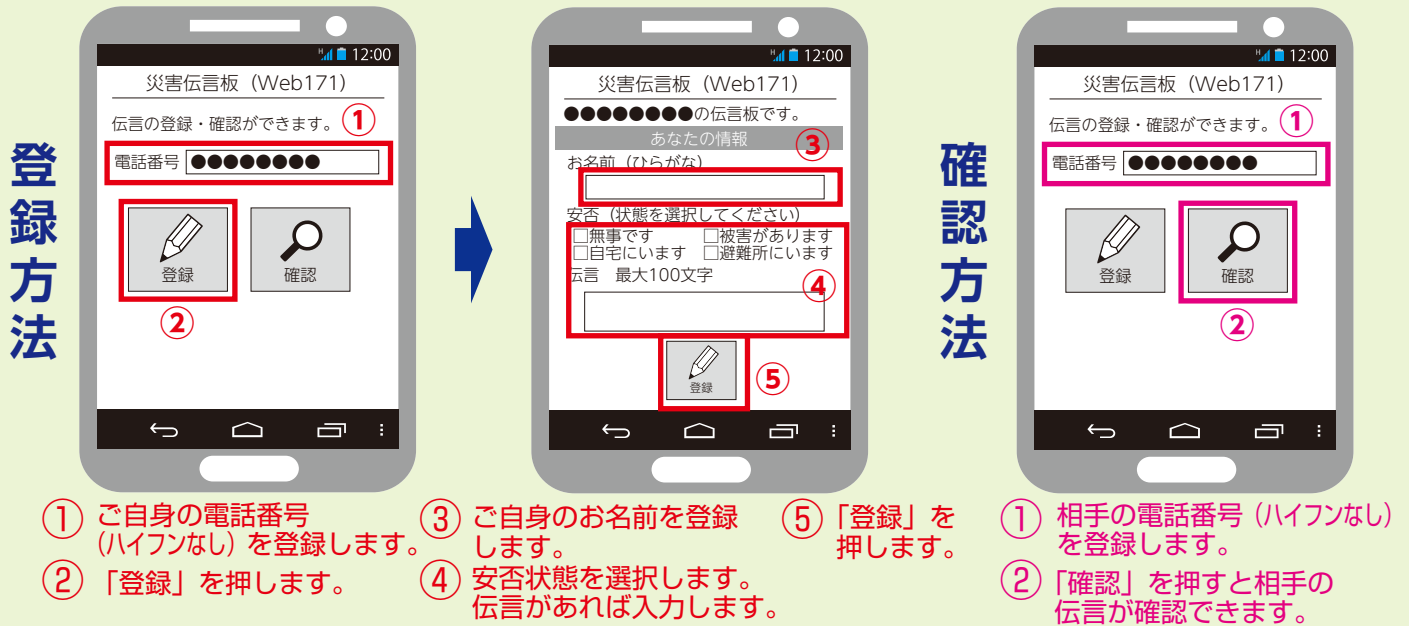 登録方法
12:00
災害伝言板（Web171）
伝言の登録・確認ができます。 ①
電話番号 ●●●●●●●●
登録 確認
②
12:00
災害伝言板（Web171）
●●●●●●●●の伝言板です。
あなたの情報
③
お名前（ひらがな）
安否（状態を選択してください）
□無事です □被害があります
□自宅にいます □避難所にいます
伝言 最大100文字
④
登録
⑤
① ご自身の電話番号
（ハイフンなし）を登録します。
② 「登録」を押します。
③ ご自身のお名前を登録
します。
④ 安否状態を選択します。
伝言があれば入力します。
⑤ 「登録」を
押します。
確認方法
12:00
災害伝言板（Web171）
伝言の登録・確認ができます。 ①
電話番号 ●●●●●●●●
登録 確認
②
① 相手の電話番号（ハイフンなし）
を登録します。
② 「確認」を押すと相手の
伝言が確認できます。